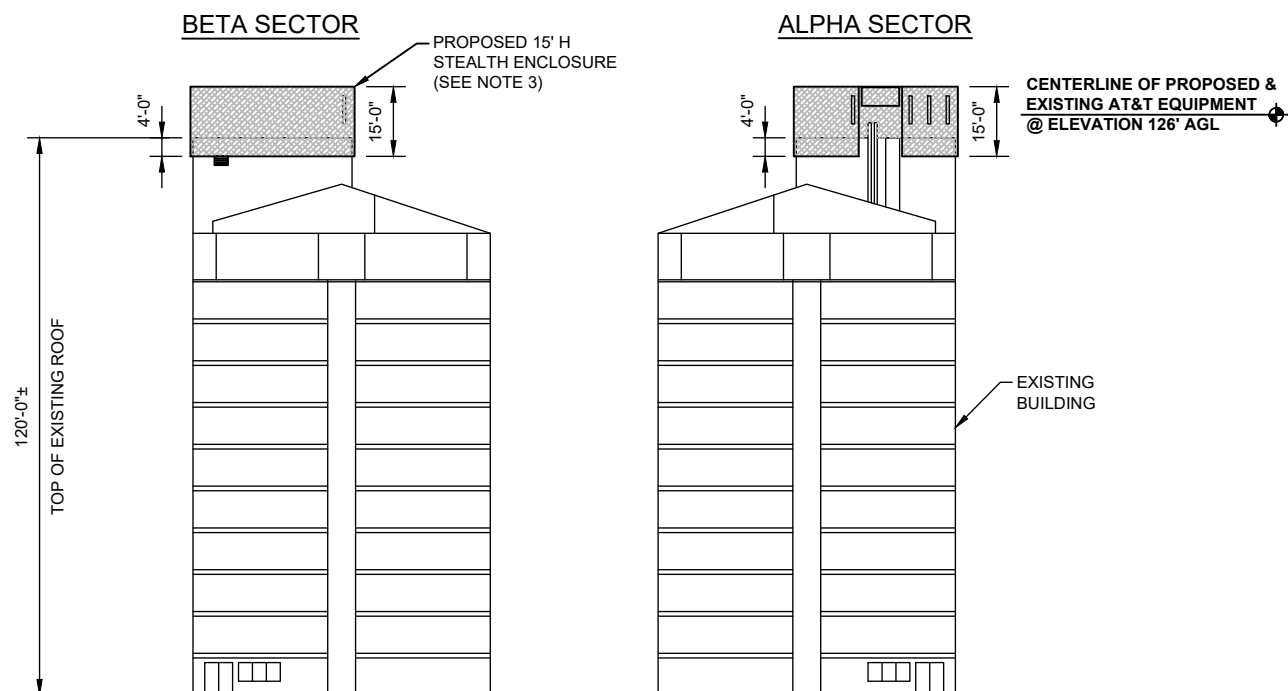 BETA SECTOR
ALPHA SECTOR
PROPOSED 15' H
STEALTH ENCLOSURE
(SEE NOTE 3)
4'-0"
15'-0"
4'-0"
15'-0"
CENTERLINE OF PROPOSED &
EXISTING AT&T EQUIPMENT
@ ELEVATION 126' AGL
120'-0"±
TOP OF EXISTING ROOF
EXISTING
BUILDING